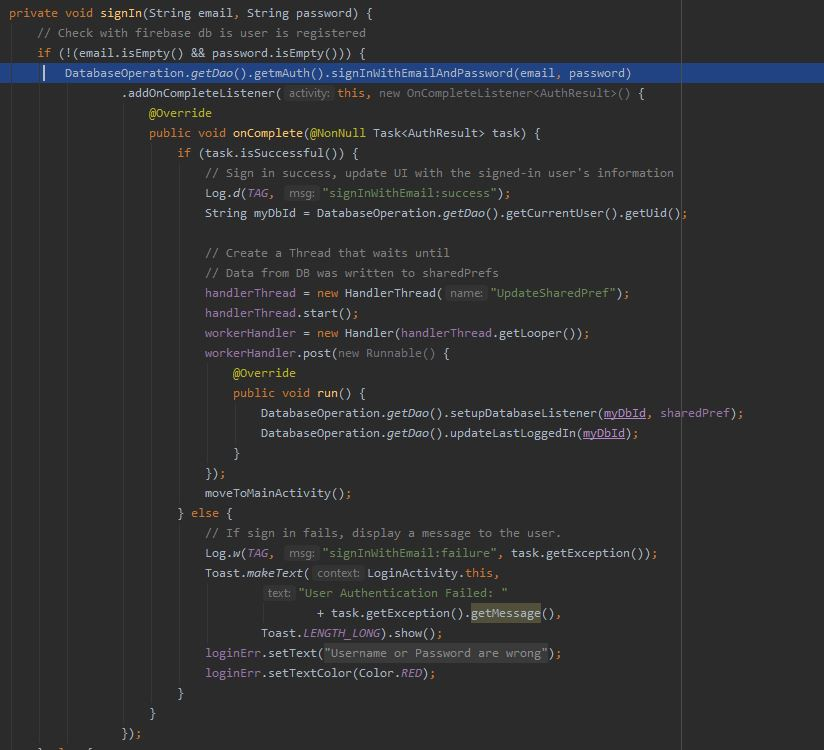 private void signIn(String email, String password) {
// Check with firebase db is user is registered
if (!(email.isEmpty() && password.isEmpty())) {
DatabaseOperation.getDao().getmAuth().signInWithEmailAndPassword(email, password)
.addOnCompleteListener( activity: this, new OnCompleteListener<AuthResult>() {
@Override
public void onComplete(@NonNull Task<AuthResult> task) {
if (task.isSuccessful()) {
// Sign in success, update UI with the signed-in user's information
Log.d(TAG, msg: "signInWithEmail:success");
String myDbId = DatabaseOperation.getDao().getCurrentUser().getUid();
// Create a Thread that waits until
// Data from DB was written to sharedPrefs
handlerThread = new HandlerThread( name: "UpdateSharedPref");
handlerThread.start();
workerHandler = new Handler(handlerThread.getLooper());
workerHandler.post(new Runnable() {
@Override
public void run() {
DatabaseOperation.getDao().setupDatabaseListener(myDbId, sharedPref);
DatabaseOperation.getDao().updateLastLoggedIn(myDbId);
}
});
moveToMainActivity();
} else {
// If sign in fails, display a message to the user.
Log.w(TAG, msg: "signInWithEmail:failure", task.getException());
Toast.makeText( context: LoginActivity.this,
text: "User Authentication Failed: "
+ task.getException().getMessage(),
Toast.LENGTH_LONG).show();
loginErr.setText("Username or Password are wrong");
loginErr.setTextColor(Color.RED);
}
}
});